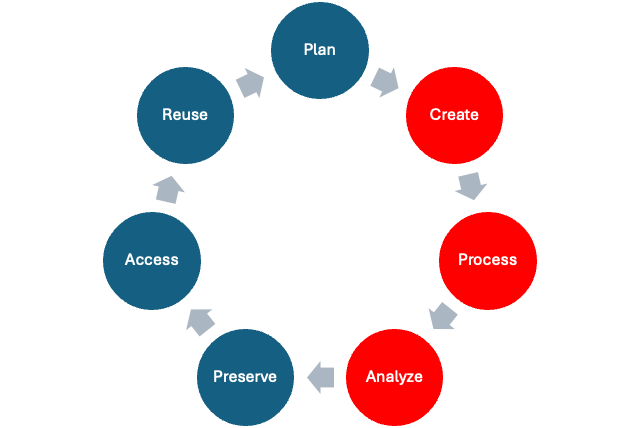 Plan
Create
Process
Analyze
Preserve
Access
Reuse